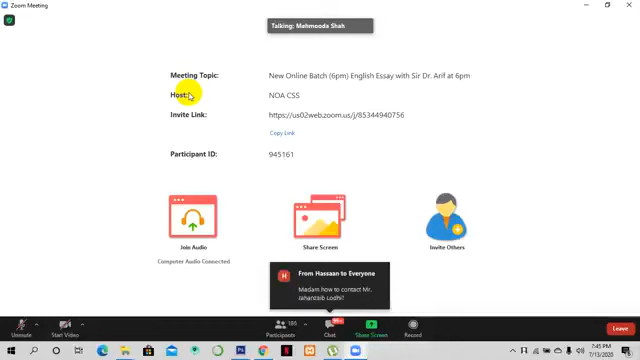 Zoom Meeting
Talking: Mehmooda Shah
Meeting Topic: New Online Batch (6pm) English Essay with Sir Dr. Arif at 6pm
Host: NOA CSS
Invite Link: https://us02web.zoom.us/j/85344940756
Copy Link
Participant ID: 945161
Join Audio Share Screen Invite Others
Computer Audio Connected
H From Hassaan to Everyone
Madam how to contact Mr.
Jahanzaib Lodhi?
185 99+
Unmute Start Video Participants Chat Share Screen Record Leave
7:45 PM
7/13/2020